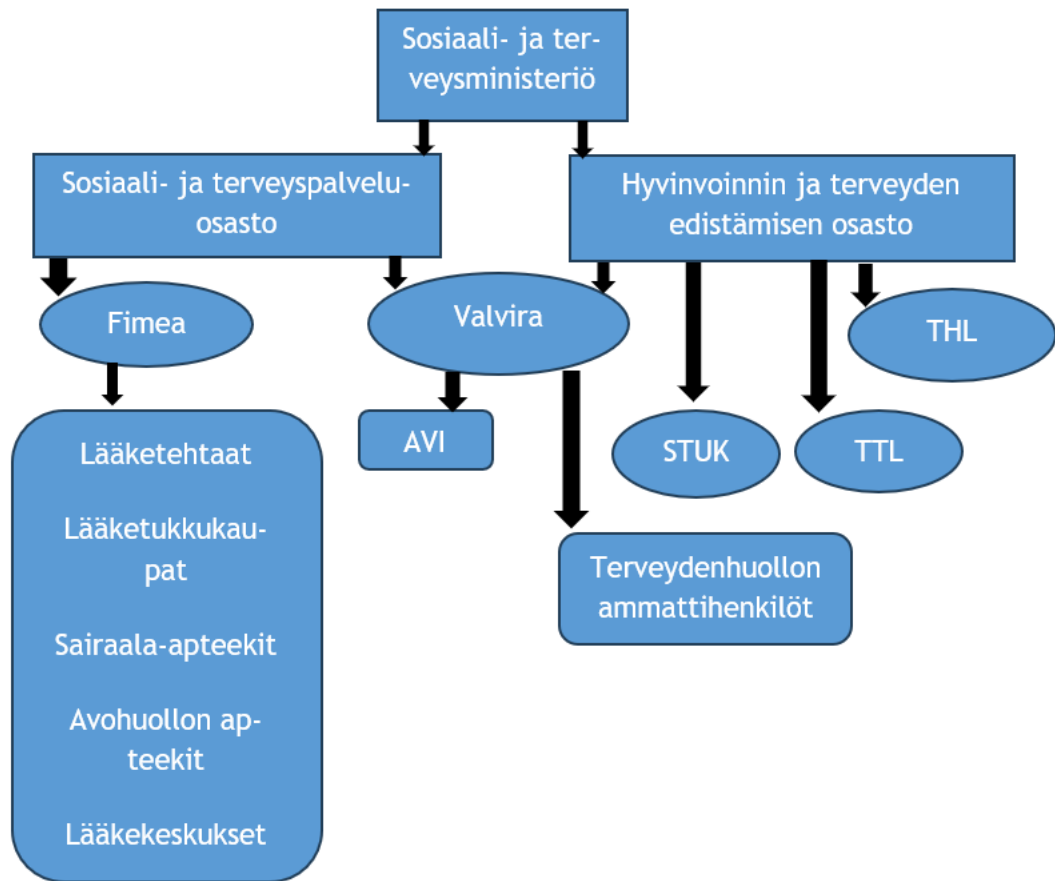 Sosiaali- ja ter-
veysministeriö
Sosiaali- ja terveyspalvelu-
osasto
Hyvinvoinnin ja terveyden
edistämisen osasto
Fimea
Valvira
THL
AVI
STUK
TTL
Lääketehtaat
Lääketukkukau-
pat
Sairaala-apteekit
Avohuollon ap-
teekit
Lääkekeskukset
Terveydenhuollon
ammattihenkilöt